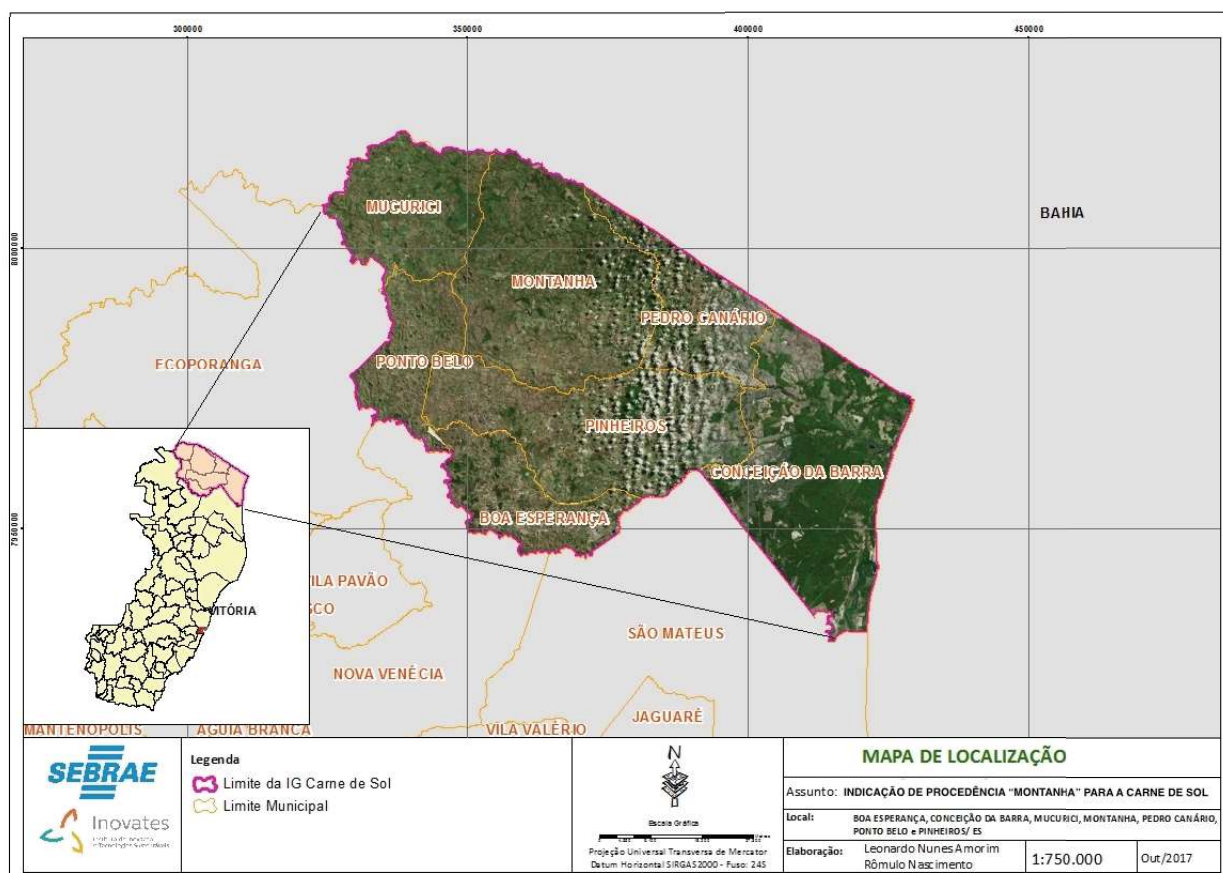 300000
350000
400000
450000
MUCURICI
BAHIA
8000000
MONTANHA
PEDRO CANÁRIO
ECOPORANGA
PONTO BELO
PINHEIROS
CONCEIÇÃO DA BARRA
BOA ESPERANÇA
7950000
VILA PAVÃO
VITÓRIA
SCO
SÃO MATEUS
NOVA VENÉCIA
JAGUARÉ
MANTENÓPOLIS
ÁGUIA BRANCA
VILA VALÉRIO
SEBRAE
Inovates
Legenda
Limite da IG Carne de Sol
Limite Municipal
N
Escala Gráfica
Projeção Universal Transversa de Mercator
Datum Horizontal SIRGAS2000 - Fuso: 24S
MAPA DE LOCALIZAÇÃO
Assunto: INDICAÇÃO DE PROCEDÊNCIA "MONTANHA" PARA A CARNE DE SOL
Local: BOA ESPERANÇA, CONCEIÇÃO DA BARRA, MUCURICI, MONTANHA, PEDRO CANÁRIO,
PONTO BELO e PINHEIROS/ ES
Elaboração: Leonardo Nunes Amorim
Rômulo Nascimento
1:750.000
Out/2017